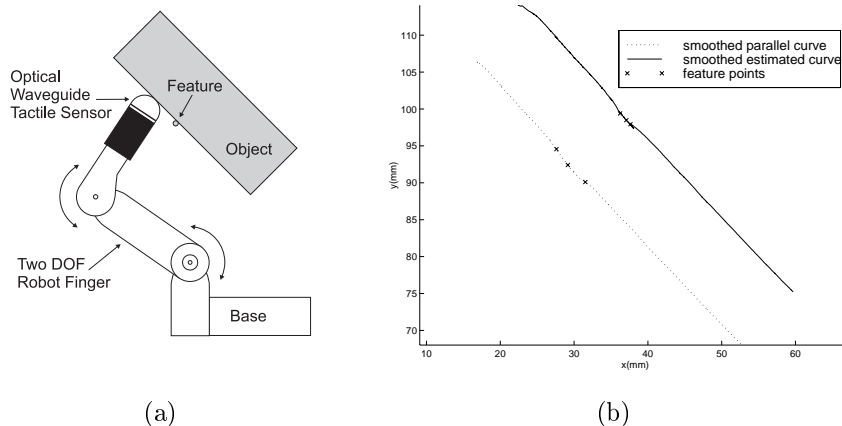 Optical
Waveguide
Tactile Sensor
Feature
Object
Two DOF
Robot Finger
Base
(a)
smoothed parallel curve
smoothed estimated curve
feature points
110
105
100
95
90
85
80
75
70
y(mm)
10 20 30 40 50 60
x(mm)
(b)